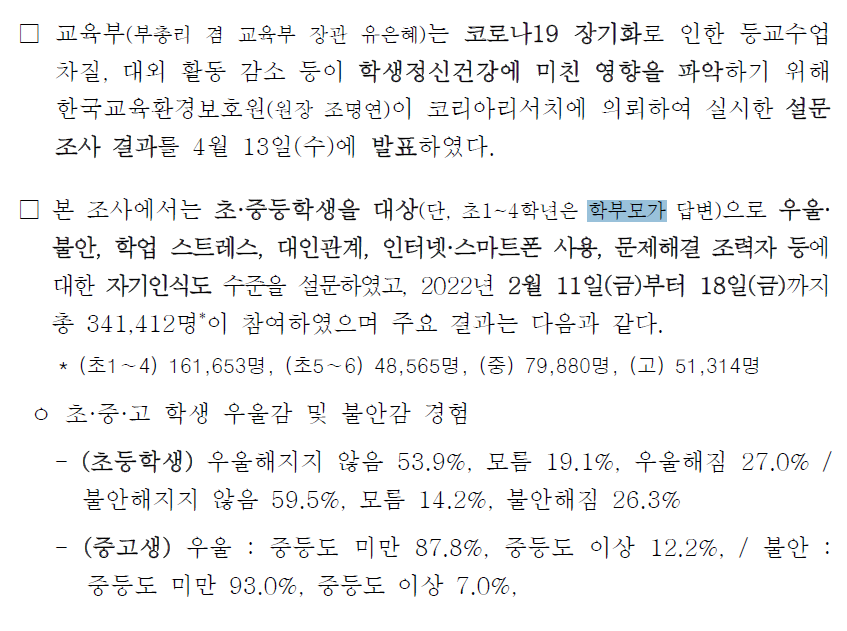 □ 교육부(부총리 겸 교육부 장관 유은혜)는 코로나19 장기화로 인한 등교수업
차질, 대외 활동 감소 등이 학생정신건강에 미친 영향을 파악하기 위해
한국교육환경보호원(원장 조명연)이 코리아리서치에 의뢰하여 실시한 설문
조사 결과를 4월 13일(수)에 발표하였다.
□ 본 조사에서는 초·중등학생을 대상(단, 초1~4학년은 학부모가 답변)으로 우울·
불안, 학업 스트레스, 대인관계, 인터넷·스마트폰 사용, 문제해결 조력자 등에
대한 자기인식도 수준을 설문하였고, 2022년 2월 11일(금)부터 18일(금)까지
총 341,412명*이 참여하였으며 주요 결과는 다음과 같다.
* (초1~4) 161,653명, (초5~6) 48,565명, (중) 79,880명, (고) 51,314명
○ 초·중·고 학생 우울감 및 불안감 경험
- (초등학생) 우울해지지 않음 53.9%, 모름 19.1%, 우울해짐 27.0% /
불안해지지 않음 59.5%, 모름 14.2%, 불안해짐 26.3%
- (중고생) 우울 : 중등도 미만 87.8%, 중등도 이상 12.2%, / 불안 :
중등도 미만 93.0%, 중등도 이상 7.0%,